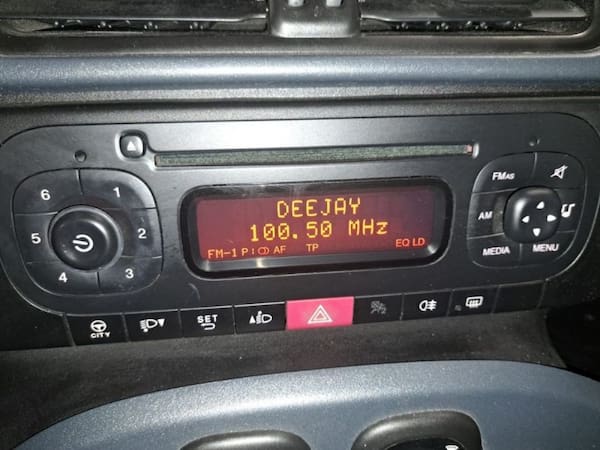 6 1
5 2
4 3
DEEJAY
100.50 MHz
FM-1 P I AF TP EQ LD
FMAS
AM
MEDIA MENU
CITY
SET